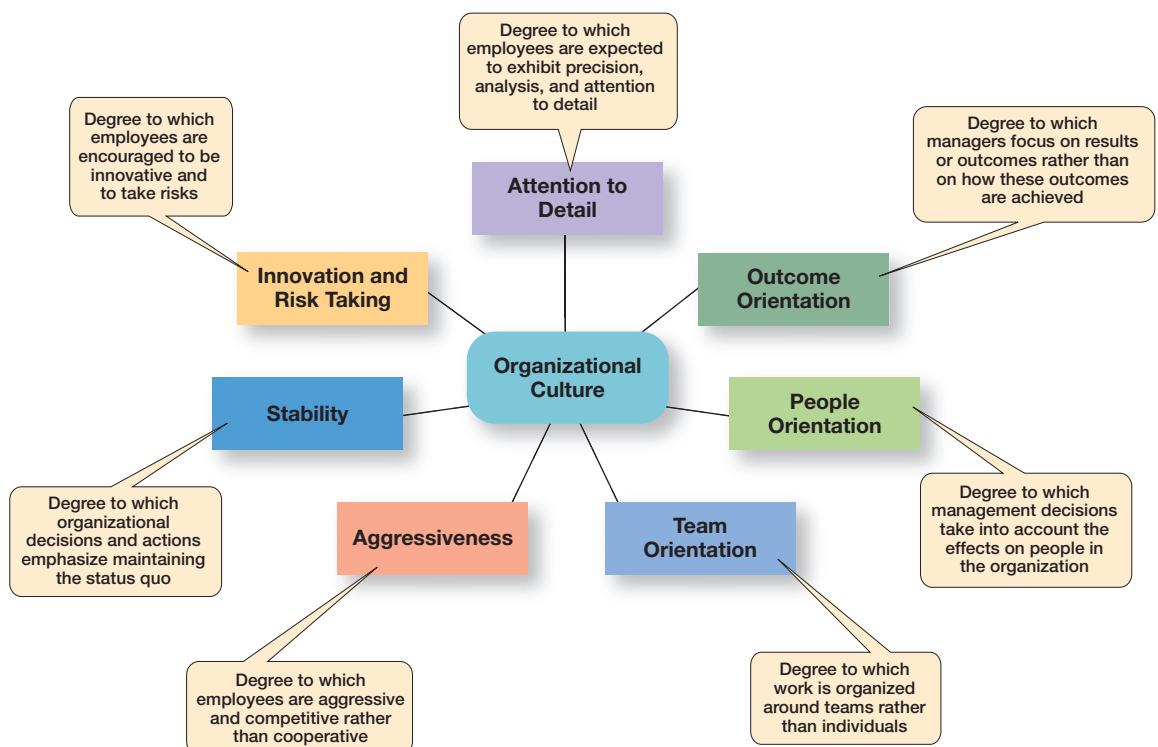 Degree to which
employees are expected
to exhibit precision,
analysis, and attention
to detail
Degree to which
employees are
encouraged to be
innovative and
to take risks
Degree to which
managers focus on results
or outcomes rather than
on how these outcomes
are achieved
Attention to
Detail
Innovation and
Risk Taking
Outcome
Orientation
Organizational
Culture
Stability
People
Orientation
Degree to which
organizational
decisions and actions
emphasize maintaining
the status quo
Aggressiveness
Team
Orientation
Degree to which
management decisions
take into account the
effects on people in
the organization
Degree to which
employees are aggressive
and competitive rather
than cooperative
Degree to which
work is organized
around teams rather
than individuals